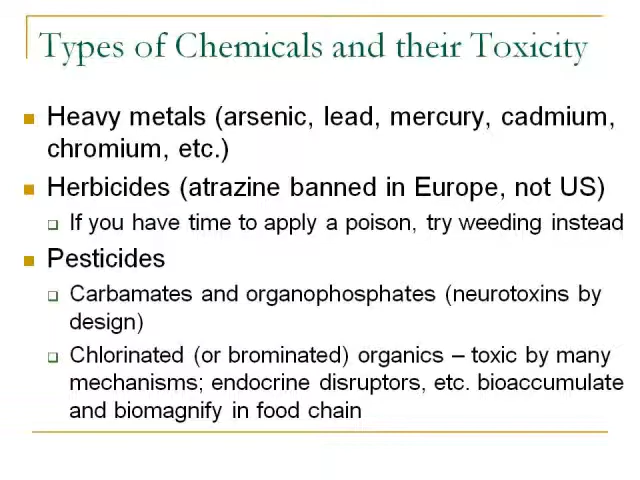 Types of Chemicals and their Toxicity
Heavy metals (arsenic, lead, mercury, cadmium,
chromium, etc.)
Herbicides (atrazine banned in Europe, not US)
If you have time to apply a poison, try weeding instead
Pesticides
Carbamates and organophosphates (neurotoxins by
design)
Chlorinated (or brominated) organics – toxic by many
mechanisms; endocrine disruptors, etc. bioaccumulate
and biomagnify in food chain